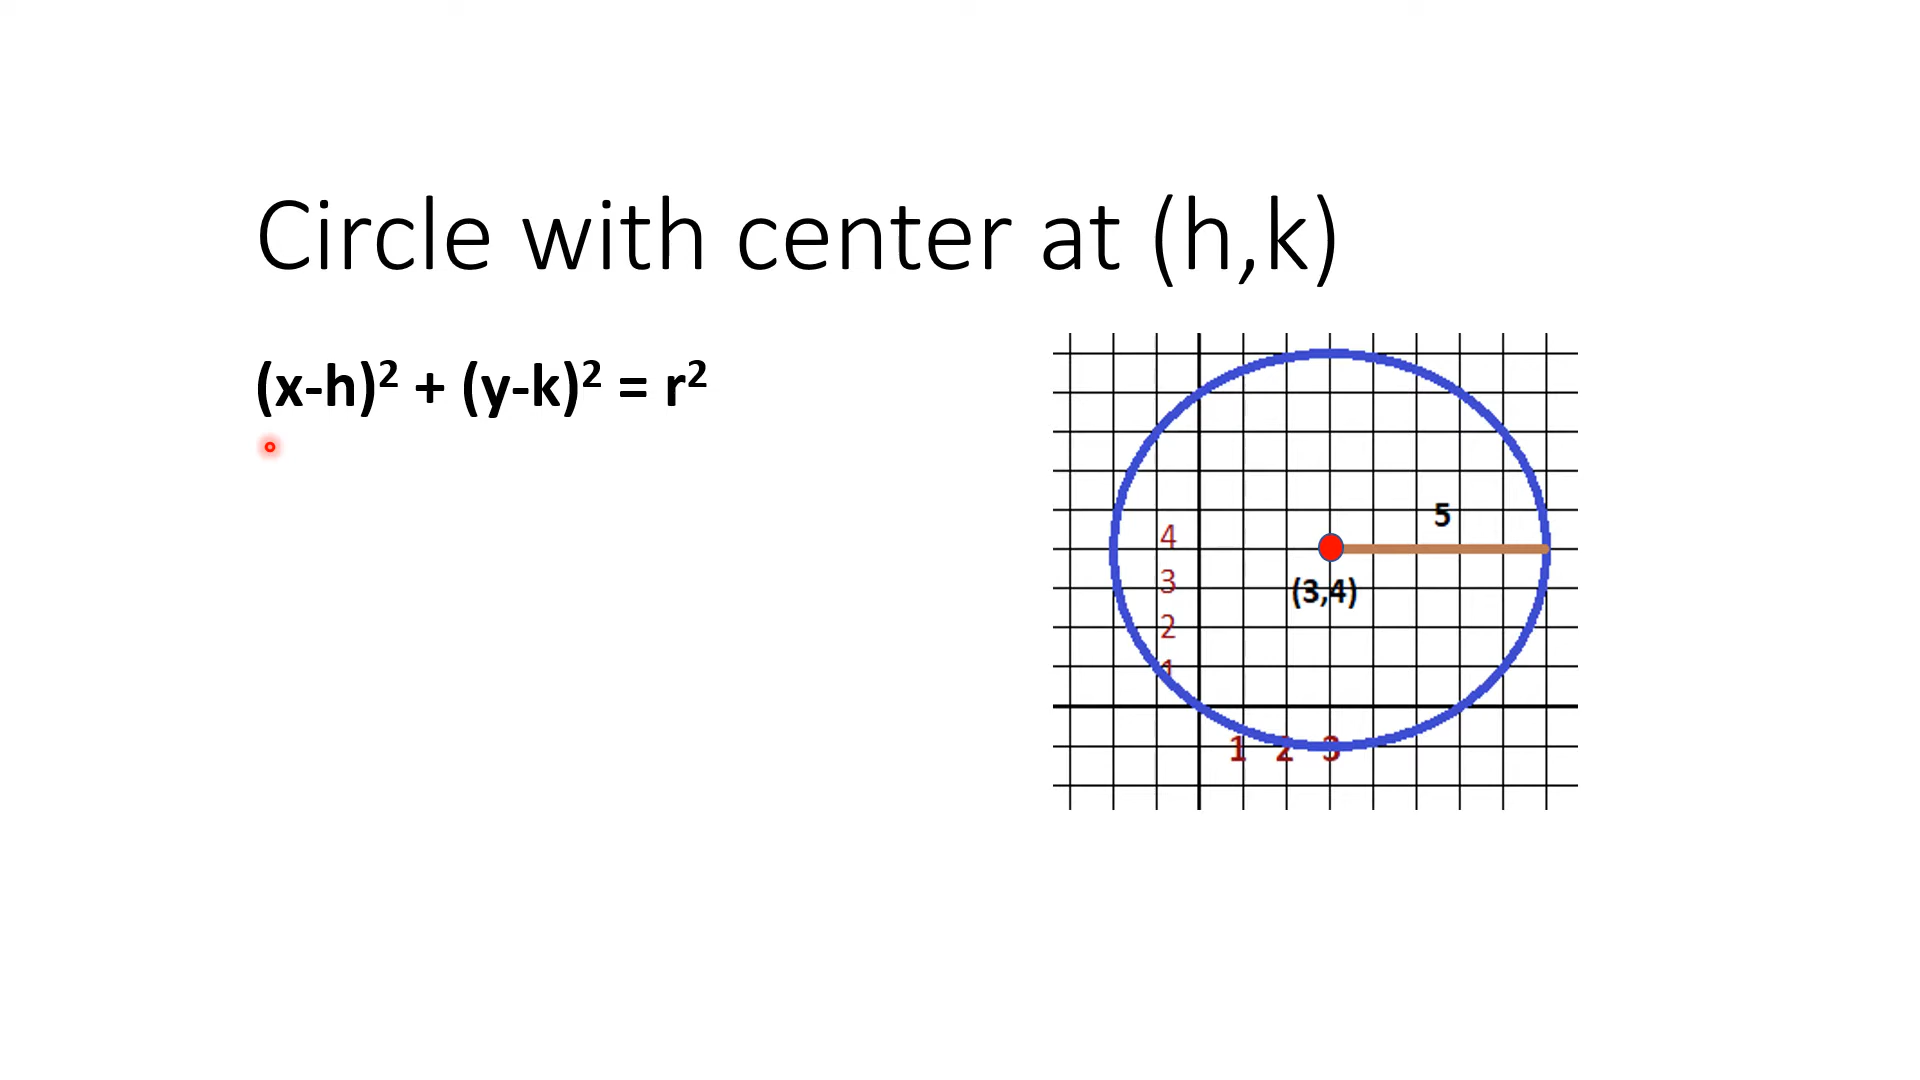 Circle with center at (h,k)
(x-h)² + (y-k)² = r²
5
4
(3,4)
3
2
1
1 2 3